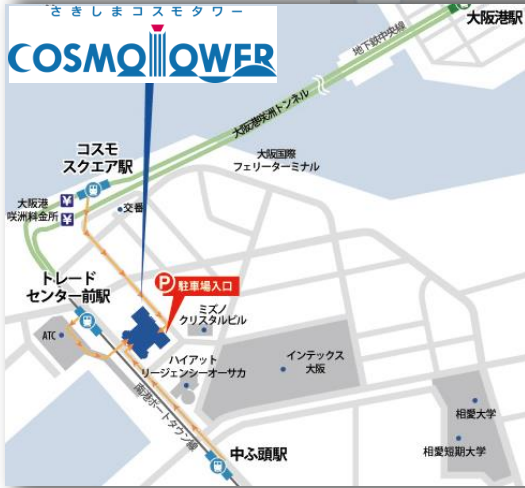 さきしまコスモタワー
COSMOTOWER
大阪港駅
地下鉄中央線
大阪港咲洲トンネル
コスモ
スクエア駅
大阪国際
フェリーターミナル
大阪港
咲洲料金所
¥
¥
交番
トレード
センター前駅
P 駐車場入口
ミズノ
クリスタルビル
ATC
ハイアット
リージェンシーオーサカ
インテックス
大阪
南港ポートタウン線
相愛大学
相愛短期大学
中ふ頭駅